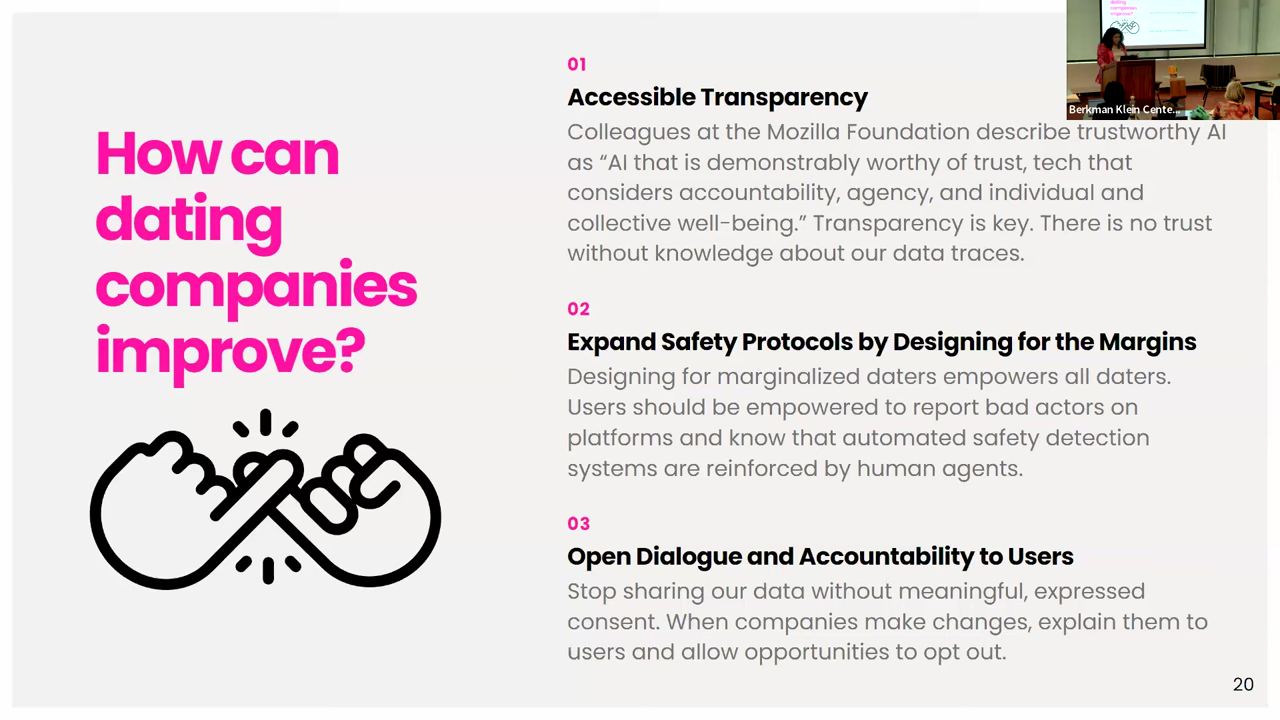 How can
dating
companies
improve?
01
Accessible Transparency
Colleagues at the Mozilla Foundation describe trustworthy AI
as “AI that is demonstrably worthy of trust, tech that
considers accountability, agency, and individual and
collective well-being.” Transparency is key. There is no trust
without knowledge about our data traces.
02
Expand Safety Protocols by Designing for the Margins
Designing for marginalized daters empowers all daters.
Users should be empowered to report bad actors on
platforms and know that automated safety detection
systems are reinforced by human agents.
03
Open Dialogue and Accountability to Users
Stop sharing our data without meaningful, expressed
consent. When companies make changes, explain them to
users and allow opportunities to opt out.
20
dating
companies
improve?
Berkman Klein Cente...